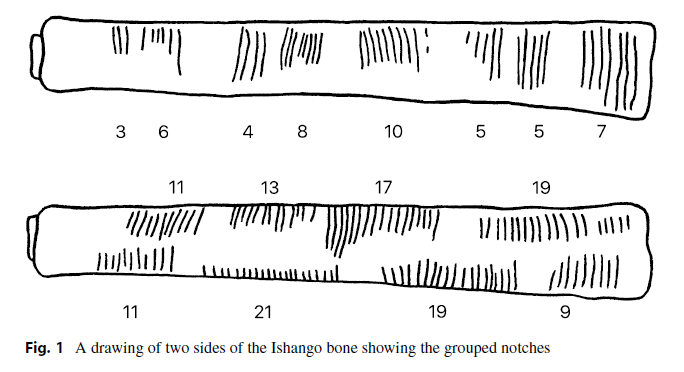 3 6 4 8 10 5 5 7
11 13 17 19
11 21 19 9
Fig. 1 A drawing of two sides of the Ishango bone showing the grouped notches